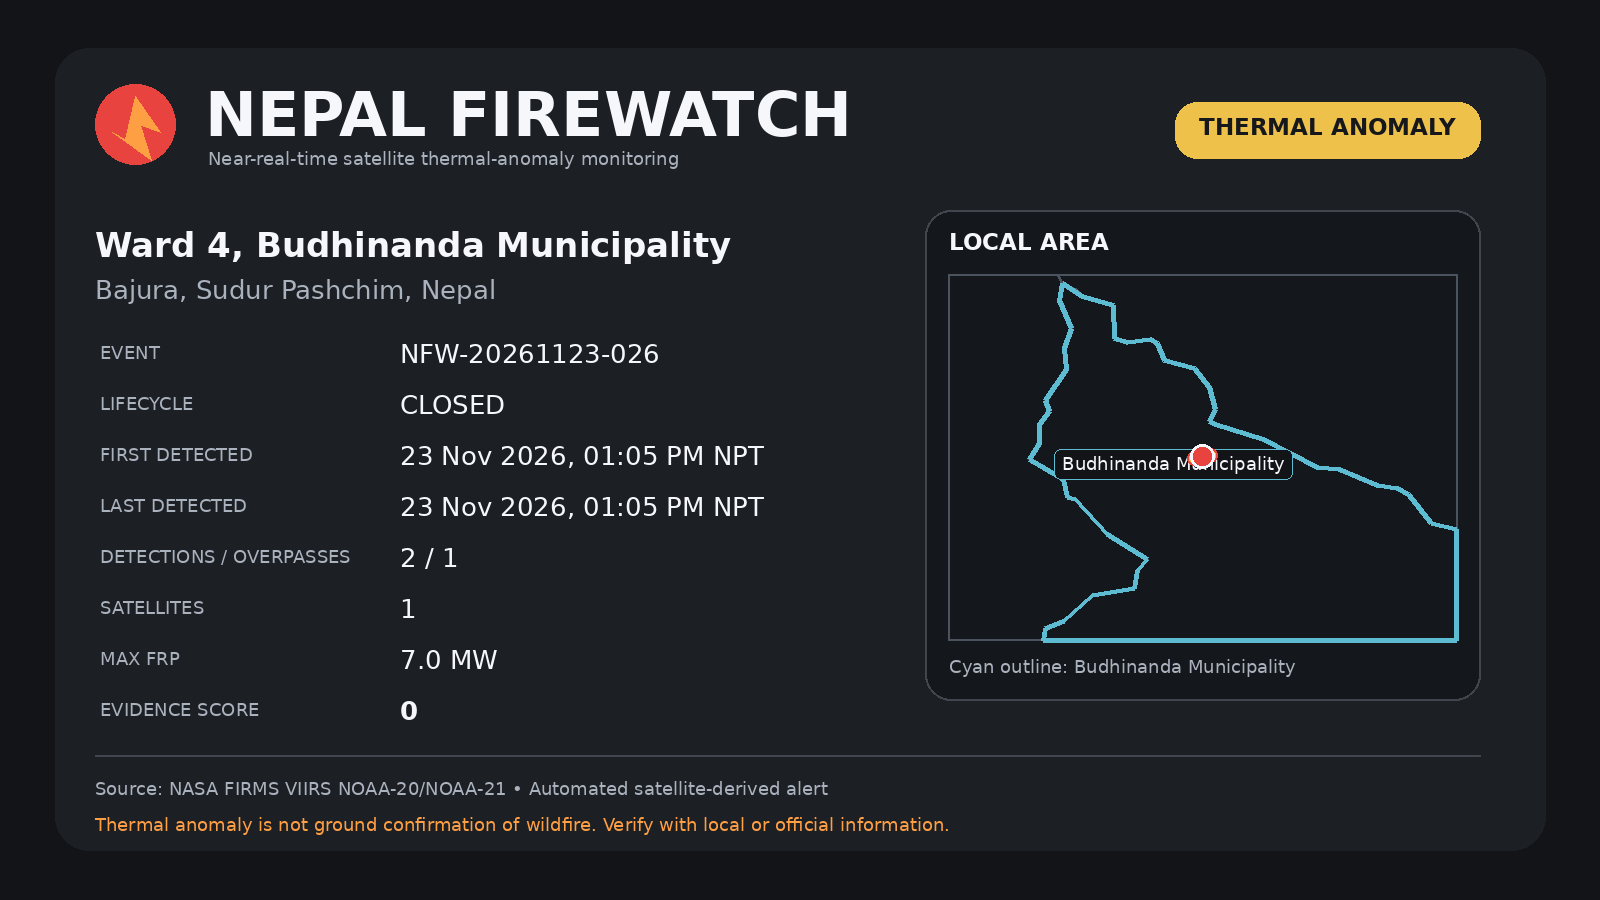 NEPAL FIREWATCH
Near-real-time satellite thermal-anomaly monitoring
THERMAL ANOMALY
Ward 4, Budhinanda Municipality
Bajura, Sudur Pashchim, Nepal
EVENT NFW-20261123-026
LIFECYCLE CLOSED
FIRST DETECTED 23 Nov 2026, 01:05 PM NPT
LAST DETECTED 23 Nov 2026, 01:05 PM NPT
DETECTIONS / OVERPASSES 2 / 1
SATELLITES 1
MAX FRP 7.0 MW
EVIDENCE SCORE 0
LOCAL AREA
Budhinanda Municipality
Cyan outline: Budhinanda Municipality
Source: NASA FIRMS VIIRS NOAA-20/NOAA-21 • Automated satellite-derived alert
Thermal anomaly is not ground confirmation of wildfire. Verify with local or official information.